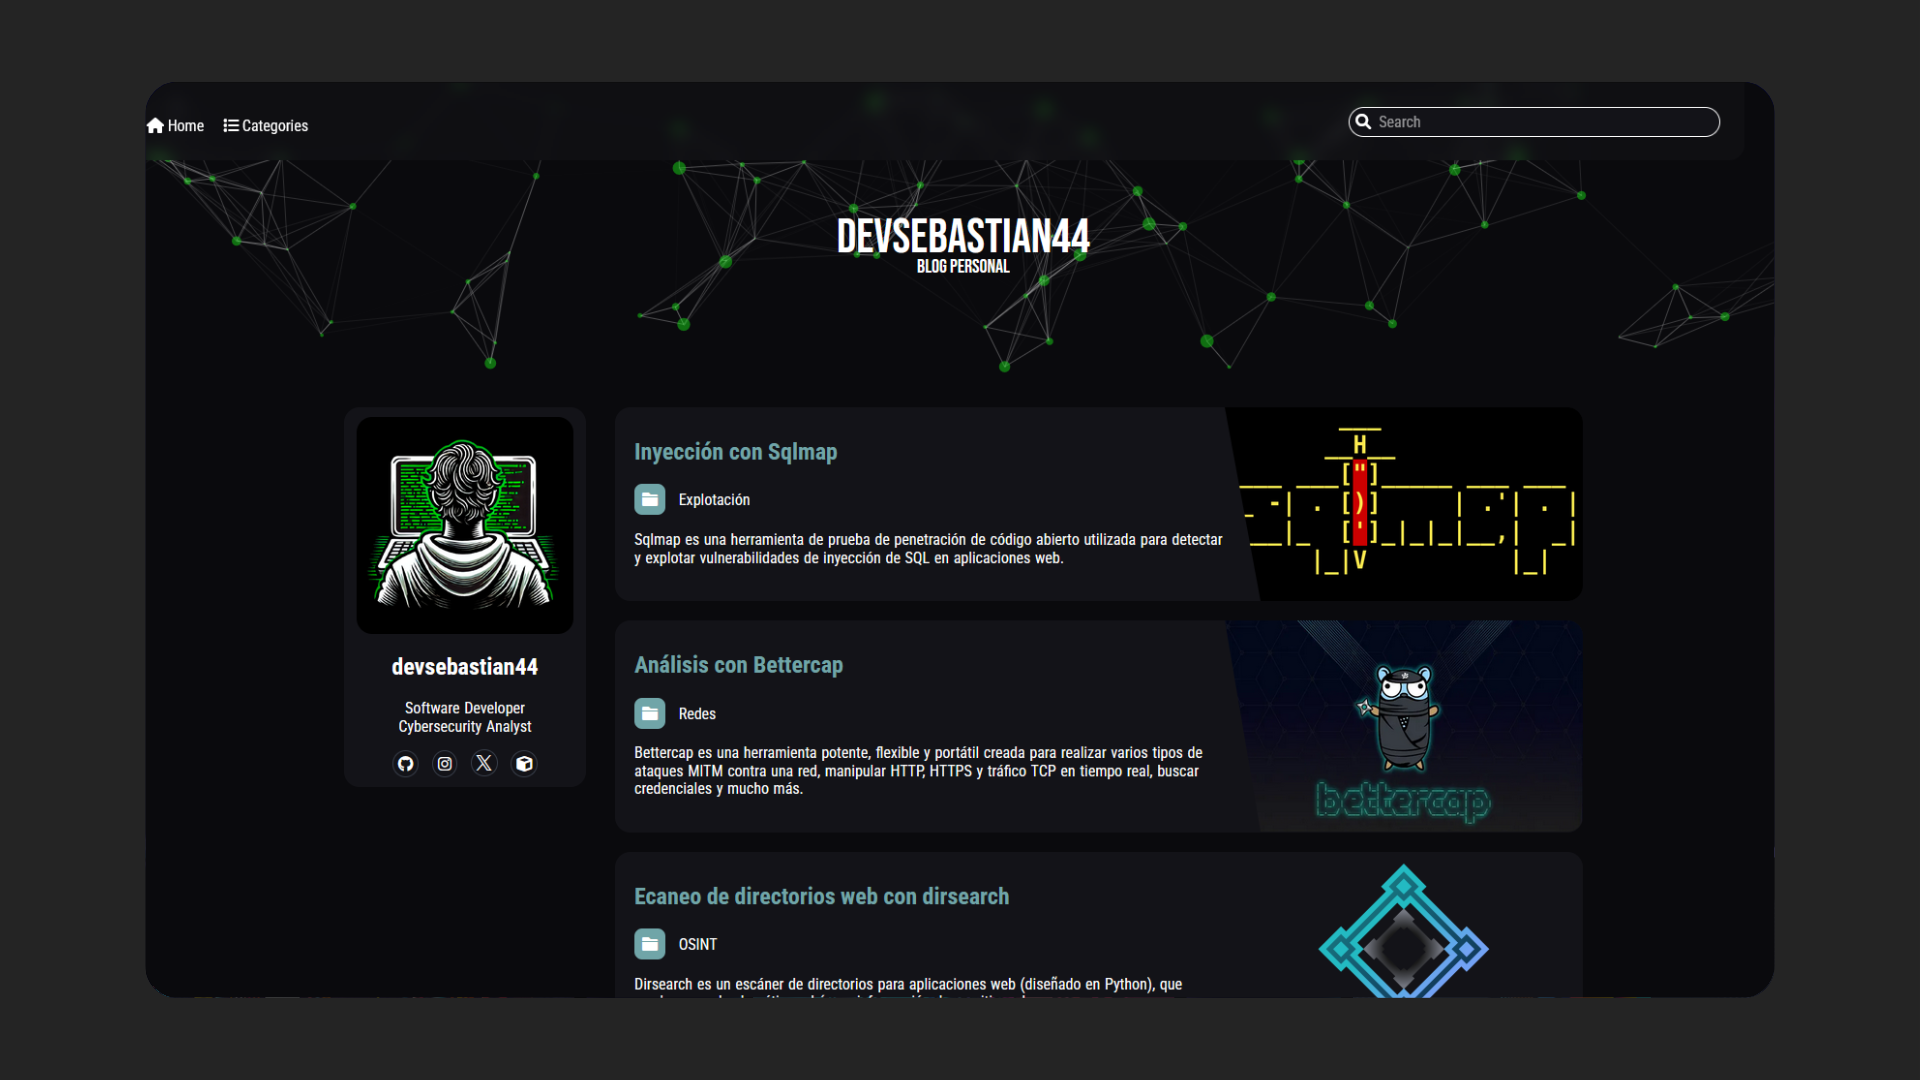 Home Categories Search
DEVSEBASTIAN44
BLOG PERSONAL
devsebastian44
Software Developer
Cybersecurity Analyst
Inyección con Sqlmap
Explotación
Sqlmap es una herramienta de prueba de penetración de código abierto utilizada para detectar
y explotar vulnerabilidades de inyección de SQL en aplicaciones web.
Análisis con Bettercap
Redes
Bettercap es una herramienta potente, flexible y portátil creada para realizar varios tipos de
ataques MITM contra una red, manipular HTTP, HTTPS y tráfico TCP en tiempo real, buscar
credenciales y mucho más.
bettercap
Ecaneo de directorios web con dirsearch
OSINT
Dirsearch es un escáner de directorios para aplicaciones web (diseñado en Python), que